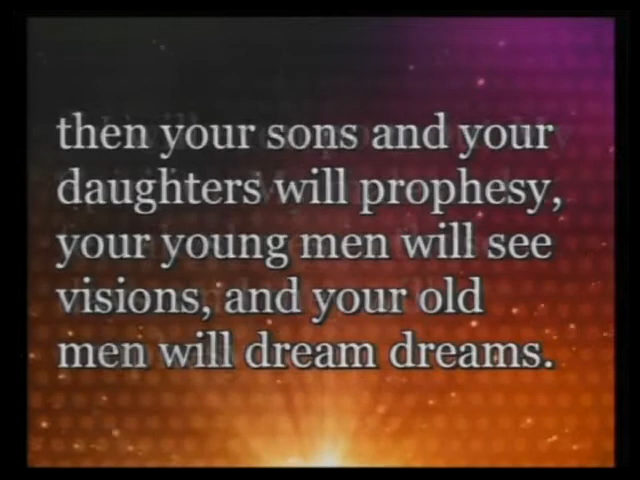 then your sons and your
daughters will prophesy,
your young men will see
visions, and your old
men will dream dreams.